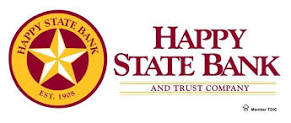 HAPPY STATE BANK
EST. 1908
HAPPY
STATE BANK
AND TRUST COMPANY
Member FDIC